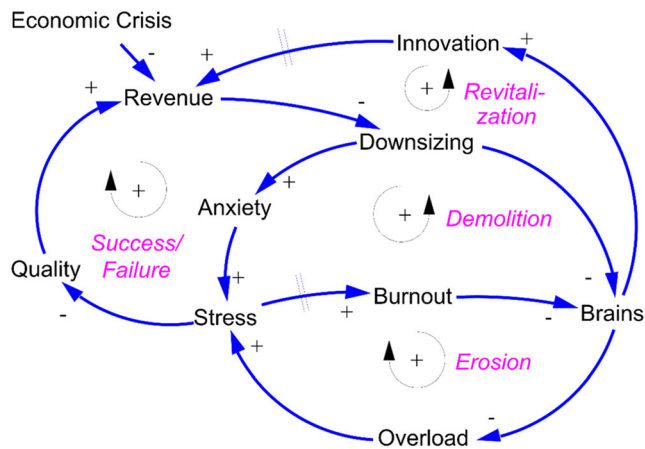 Economic Crisis
-
+
+
Innovation
+
+
Revenue
-
+
Revitali-
zation
Downsizing
+
+
Anxiety
+
Demolition
Success/
Failure
Quality
+
-
Burnout
-
Stress
+
-
Brains
+
+
Erosion
-
Overload